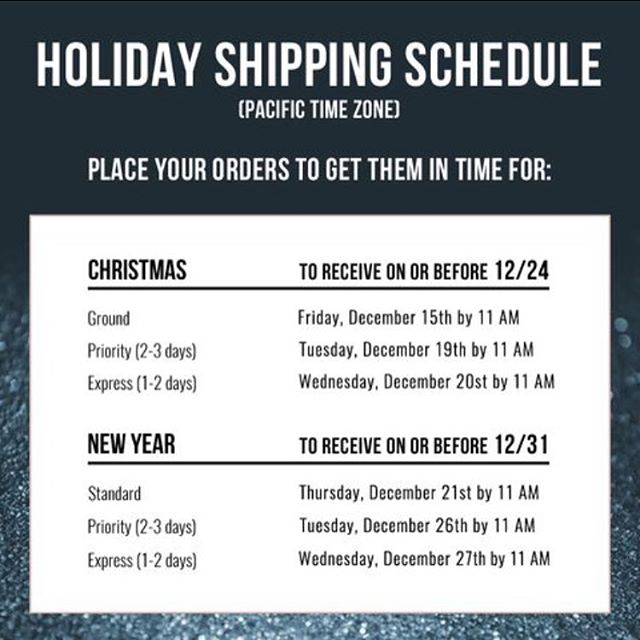 HOLIDAY SHIPPING SCHEDULE
(PACIFIC TIME ZONE)
PLACE YOUR ORDERS TO GET THEM IN TIME FOR:
CHRISTMAS TO RECEIVE ON OR BEFORE 12/24
Ground Friday, December 15th by 11 AM
Priority (2-3 days) Tuesday, December 19th by 11 AM
Express (1-2 days) Wednesday, December 20st by 11 AM
NEW YEAR TO RECEIVE ON OR BEFORE 12/31
Standard Thursday, December 21st by 11 AM
Priority (2-3 days) Tuesday, December 26th by 11 AM
Express (1-2 days) Wednesday, December 27th by 11 AM